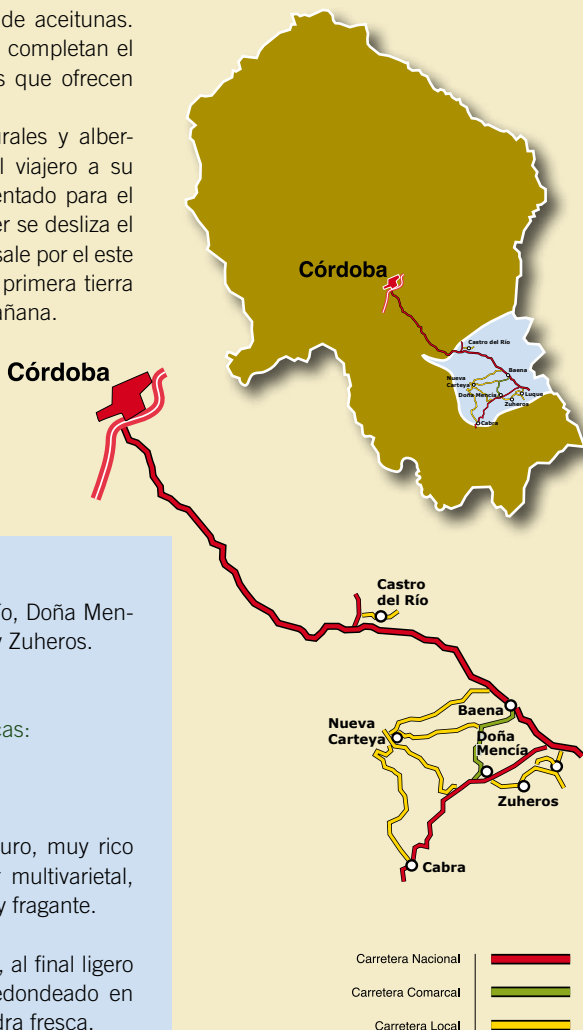 de aceitunas.
completan el
s que ofrecen
urales y alber-
l viajero a su
entado para el
er se desliza el
sale por el este
primera tierra
añana.
Córdoba
Castro del Río
Baena
Nueva
Carteya
Doña Mencía
Luque
Zuheros
Cabra
Córdoba
Castro
del Río
Baena
Nueva
Carteya
Doña
Mencía
Zuheros
Cabra
ío, Doña Men-
y Zuheros.
cas:
uro, muy rico
r multivarietal,
y fragante.
, al final ligero
edondeado en
dra fresca.
Carretera Nacional
Carretera Comarcal
Carretera Local